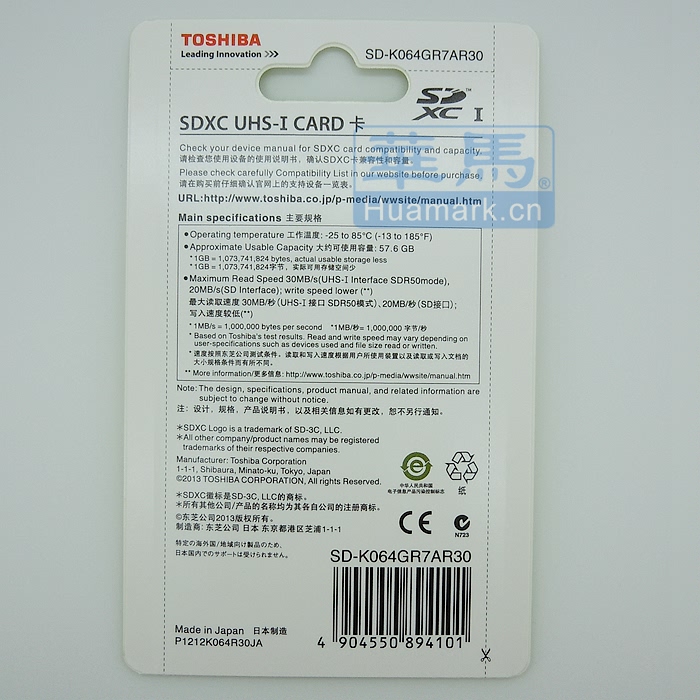 TOSHIBA
Leading Innovation >>>
SD-K064GR7AR30
SD™
XC I
SDXC UHS-I CARD 卡
Check your device manual for SDXC card compatibility and capacity.
请检查您使用设备的使用说明书，确认SDXC卡兼容性和容量。
Please check carefully Compatibility List in our website before purchase.
请在购买前仔细确认官网上的支持设备一览表。
URL:http://www.toshiba.co.jp/p-media/wwsite/manual.htm
華馬®
Huamark.cn
Main specifications 主要规格
●Operating temperature 工作温度: -25 to 85°C (-13 to 185°F)
●Approximate Usable Capacity 大约可使用容量: 57.6 GB
*1GB = 1,073,741,824 bytes, actual usable storage less
*1GB = 1,073,741,824字节，实际可用存储空间少
●Maximum Read Speed 30MB/s(UHS-I Interface SDR50mode),
20MB/s(SD Interface); write speed lower (**)
最大读取速度 30MB/秒 (UHS-I 接口 SDR50模式)、20MB/秒 (SD接口);
写入速度较低(**)
*1MB/s = 1,000,000 bytes per second *1MB/秒= 1,000,000 字节/秒
* Based on Toshiba's test results. Read and write speed may vary depending on
user-specifications such as devices used and file size read or written.
* 速度按照东芝公司测试条件。读取和写入速度根据用户所使用装置以及读取或写入文档的
大小规格条件而有所不同。
** More information/更多信息: http://www.toshiba.co.jp/p-media/wwsite/manual.htm
Note: The design, specifications, product manual, and related information are
subject to change without notice.
注：设计，规格，产品说明书，以及相关信息如有更改，恕不另行通知。
*SDXC Logo is a trademark of SD-3C, LLC.
*All other company/product names may be registered
trademarks of their respective companies.
Manufacturer: Toshiba Corporation
1-1-1, Shibaura, Minato-ku, Tokyo, Japan
©2013 TOSHIBA CORPORATION, All rights Reserved.
*SDXC徽标是SD-3C, LLC的商标。
*所有其他公司/产品的名称均为其各自公司的注册商标。
©东芝公司2013版权所有。
制造商: 东芝公司 日本 东京都港区芝浦1-1-1
特定の海外国/地域向け製品のため、
日本国内でのサポートは受けられません。
e
中华人民共和国
电子信息产品污染控制标志
纸
CE
N723
SD-K064GR7AR30
Made in Japan 日本制造
P1212K064R30JA
4 904550 894101